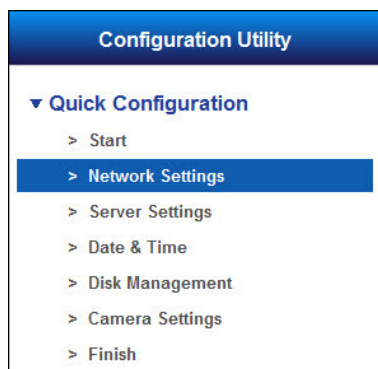 Configuration Utility
Quick Configuration
> Start
> Network Settings
> Server Settings
> Date & Time
> Disk Management
> Camera Settings
> Finish